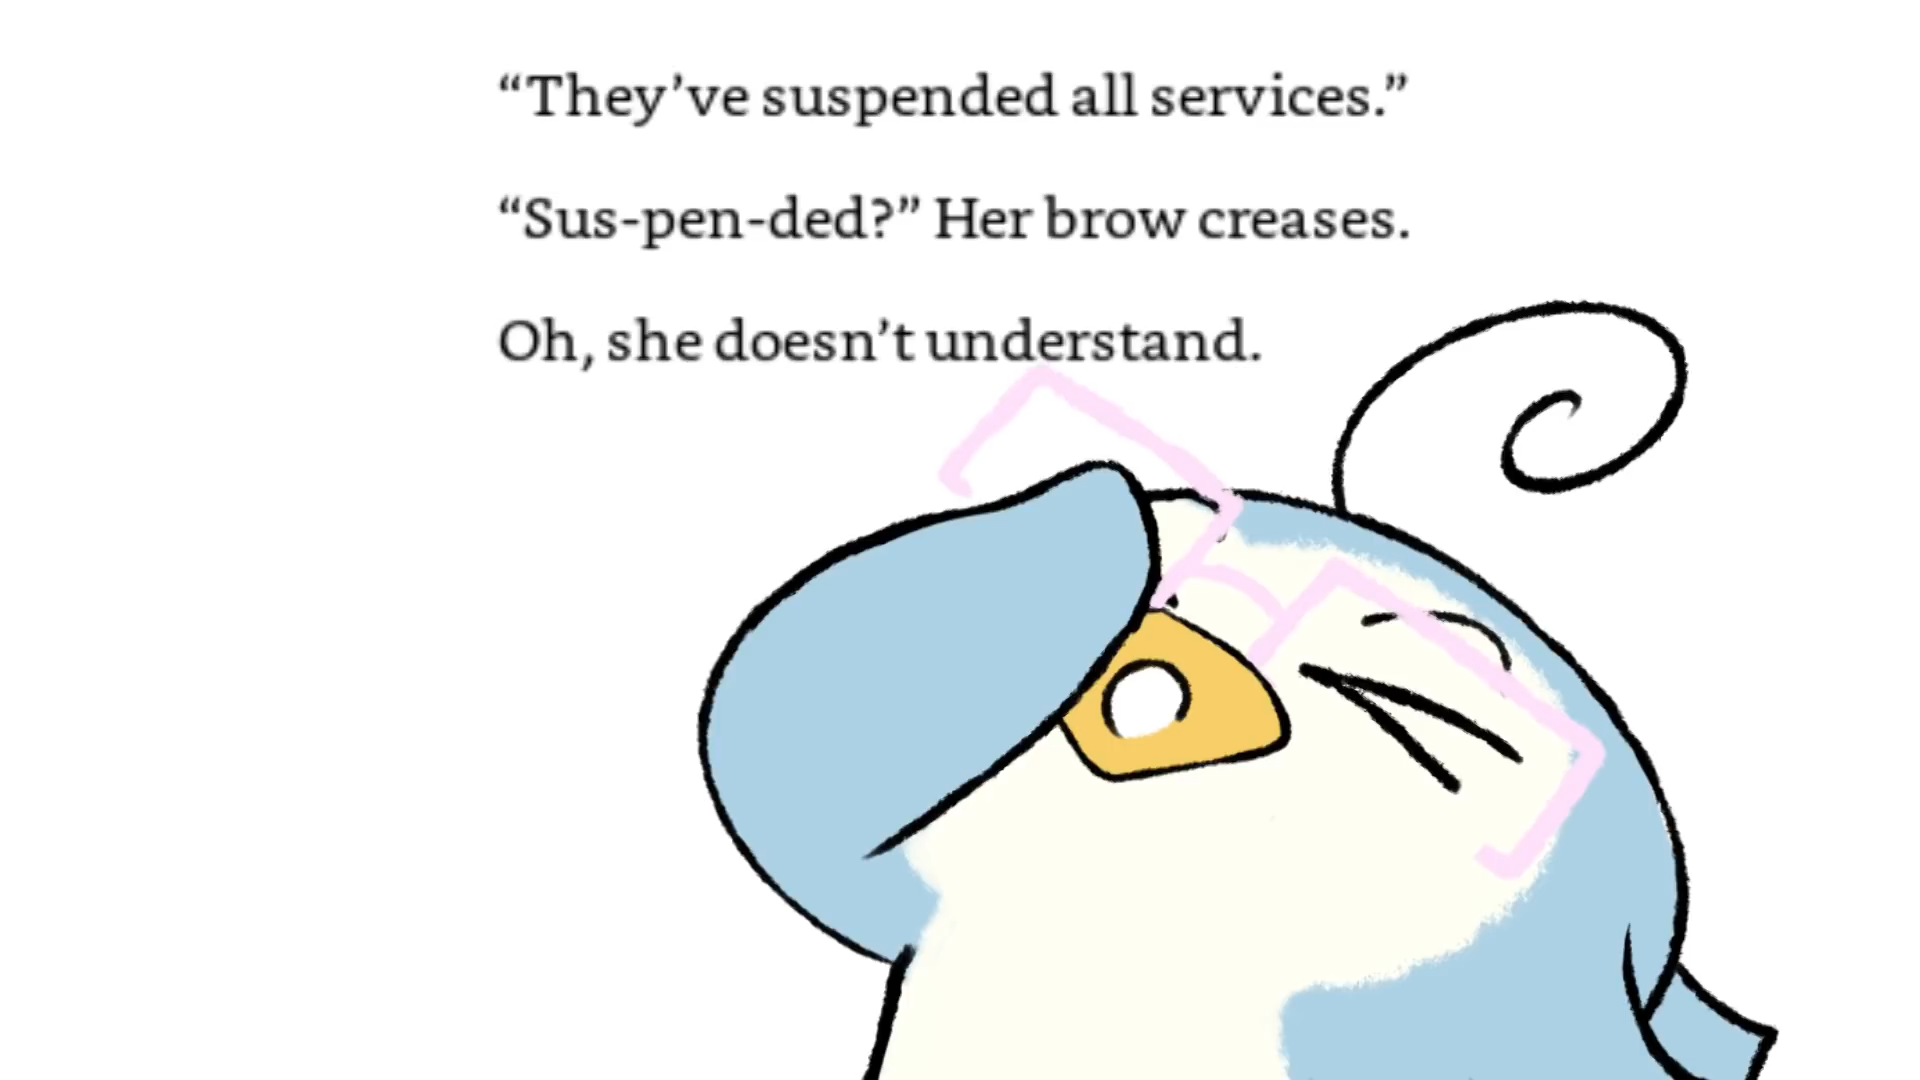 “They’ve suspended all services.”
“Sus-pen-ded?” Her brow creases.
Oh, she doesn’t understand.